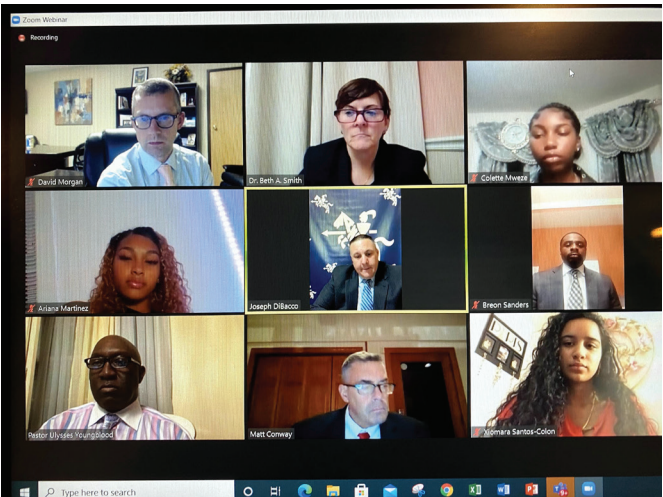 Zoom Webinar
Recording
David Morgan
Dr. Beth A. Smith
Colette Mweze
Ariana Martinez
Joseph DiBacco
Breon Sanders
Pastor Ulysses Youngblood
Matt Conway
Xiomara Santos-Colon
Type here to search